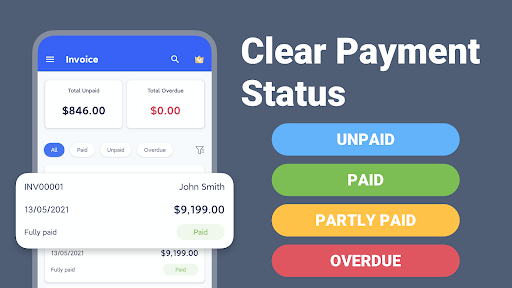 Invoice
Total Unpaid
$846.00
Total Overdue
$0.00
All Paid Unpaid Overdue
INV00001 John Smith
13/05/2021 $9,199.00
Fully paid Paid
13/05/2021 $9,199.00
Fully paid Paid
Clear Payment
Status
UNPAID
PAID
PARTLY PAID
OVERDUE